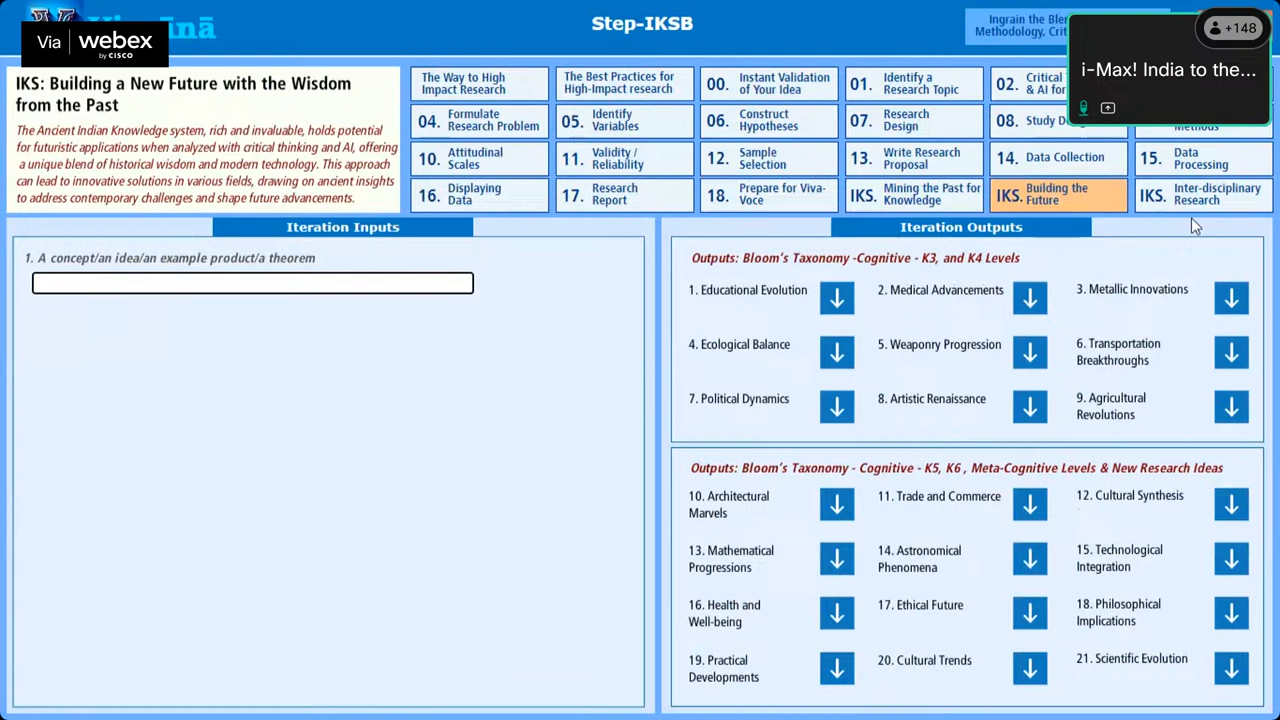 Step-IKSB
Ingrain the Ble
Methodology, Crit
Via webex
by CISCO
+148
i-Max! India to the...
IKS: Building a New Future with the Wisdom
from the Past
The Ancient Indian Knowledge system, rich and invaluable, holds potential
for futuristic applications when analyzed with critical thinking and AI, offering
a unique blend of historical wisdom and modern technology. This approach
can lead to innovative solutions in various fields, drawing on ancient insights
to address contemporary challenges and shape future advancements.
The Way to High
Impact Research
The Best Practices for
High-Impact research
00. Instant Validation
of Your Idea
01. Identify a
Research Topic
02. Critical
& AI for
04. Formulate
Research Problem
05. Identify
Variables
06. Construct
Hypotheses
07. Research
Design
08. Study De
Methods
10. Attitudinal
Scales
11. Validity /
Reliability
12. Sample
Selection
13. Write Research
Proposal
14. Data Collection
15. Data
Processing
16. Displaying
Data
17. Research
Report
18. Prepare for Viva-
Voce
IKS. Mining the Past for
Knowledge
IKS. Building the
Future
IKS. Inter-disciplinary
Research
Iteration Inputs
1. A concept/an idea/an example product/a theorem
Iteration Outputs
Outputs: Bloom's Taxonomy -Cognitive - K3, and K4 Levels
1. Educational Evolution
2. Medical Advancements
3. Metallic Innovations
4. Ecological Balance
5. Weaponry Progression
6. Transportation
Breakthroughs
7. Political Dynamics
8. Artistic Renaissance
9. Agricultural
Revolutions
Outputs: Bloom's Taxonomy - Cognitive - K5, K6 , Meta-Cognitive Levels & New Research Ideas
10. Architectural
Marvels
11. Trade and Commerce
12. Cultural Synthesis
13. Mathematical
Progressions
14. Astronomical
Phenomena
15. Technological
Integration
16. Health and
Well-being
17. Ethical Future
18. Philosophical
Implications
19. Practical
Developments
20. Cultural Trends
21. Scientific Evolution